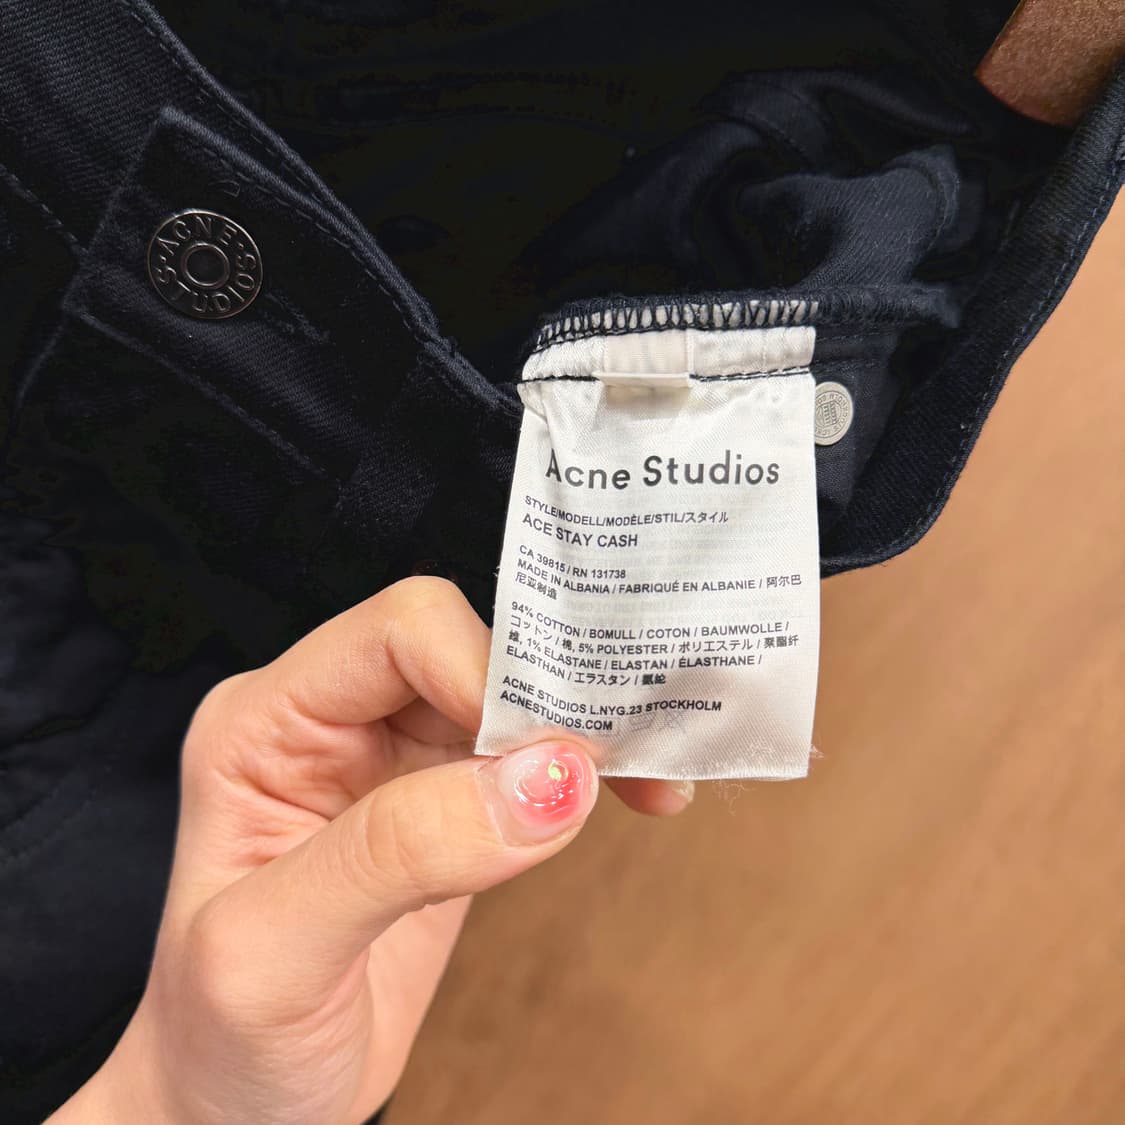 ACNE STUDIOS
Acne Studios
STYLE/MODELL/MODÈLE/STIL/スタイル
ACE STAY CASH
CA 39815 / RN 131738
MADE IN ALBANIA / FABRIQUÉ EN ALBANIE / 阿尔巴
尼亚制造
94% COTTON / BOMULL / COTON / BAUMWOLLE /
コットン / 棉, 5% POLYESTER / ポリエステル / 聚酯纤
维, 1% ELASTANE / ELASTAN / ÉLASTHANE /
ELASTHAN / エラスタン / 氨纶
ACNE STUDIOS L.NYG.23 STOCKHOLM
ACNESTUDIOS.COM